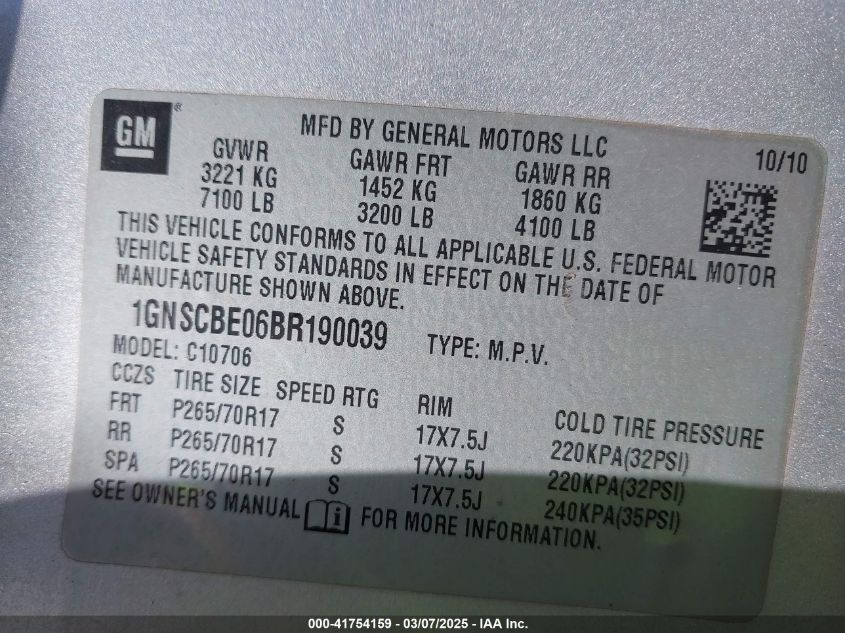 GM ®
MFD BY GENERAL MOTORS LLC
10/10
GVWR GAWR FRT GAWR RR
3221 KG 1452 KG 1860 KG
7100 LB 3200 LB 4100 LB
THIS VEHICLE CONFORMS TO ALL APPLICABLE U.S. FEDERAL MOTOR
VEHICLE SAFETY STANDARDS IN EFFECT ON THE DATE OF
MANUFACTURE SHOWN ABOVE.
1GNSCBE06BR190039 TYPE: M.P.V.
MODEL: C10706
CCZS TIRE SIZE SPEED RTG RIM COLD TIRE PRESSURE
FRT P265/70R17 S 17X7.5J 220KPA(32PSI)
RR P265/70R17 S 17X7.5J 220KPA(32PSI)
SPA P265/70R17 S 17X7.5J 240KPA(35PSI)
SEE OWNER'S MANUAL i FOR MORE INFORMATION.
000-41754159 | 03/07/2025 - IAA Inc.